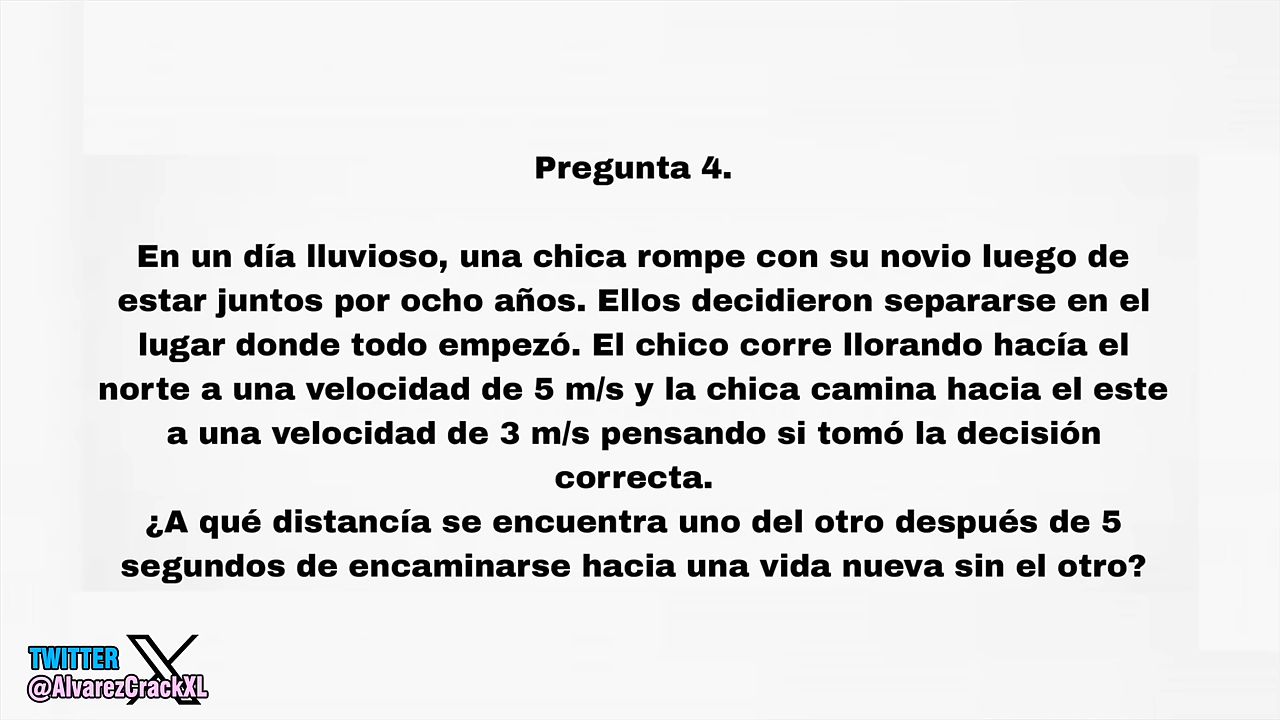 Pregunta 4.
En un día lluvioso, una chica rompe con su novio luego de
estar juntos por ocho años. Ellos decidieron separarse en el
lugar donde todo empezó. El chico corre llorando hacía el
norte a una velocidad de 5 m/s y la chica camina hacia el este
a una velocidad de 3 m/s pensando si tomó la decisión
correcta.
¿A qué distancía se encuentra uno del otro después de 5
segundos de encaminarse hacia una vida nueva sin el otro?
TWITTER
@AlvarezCrackXL